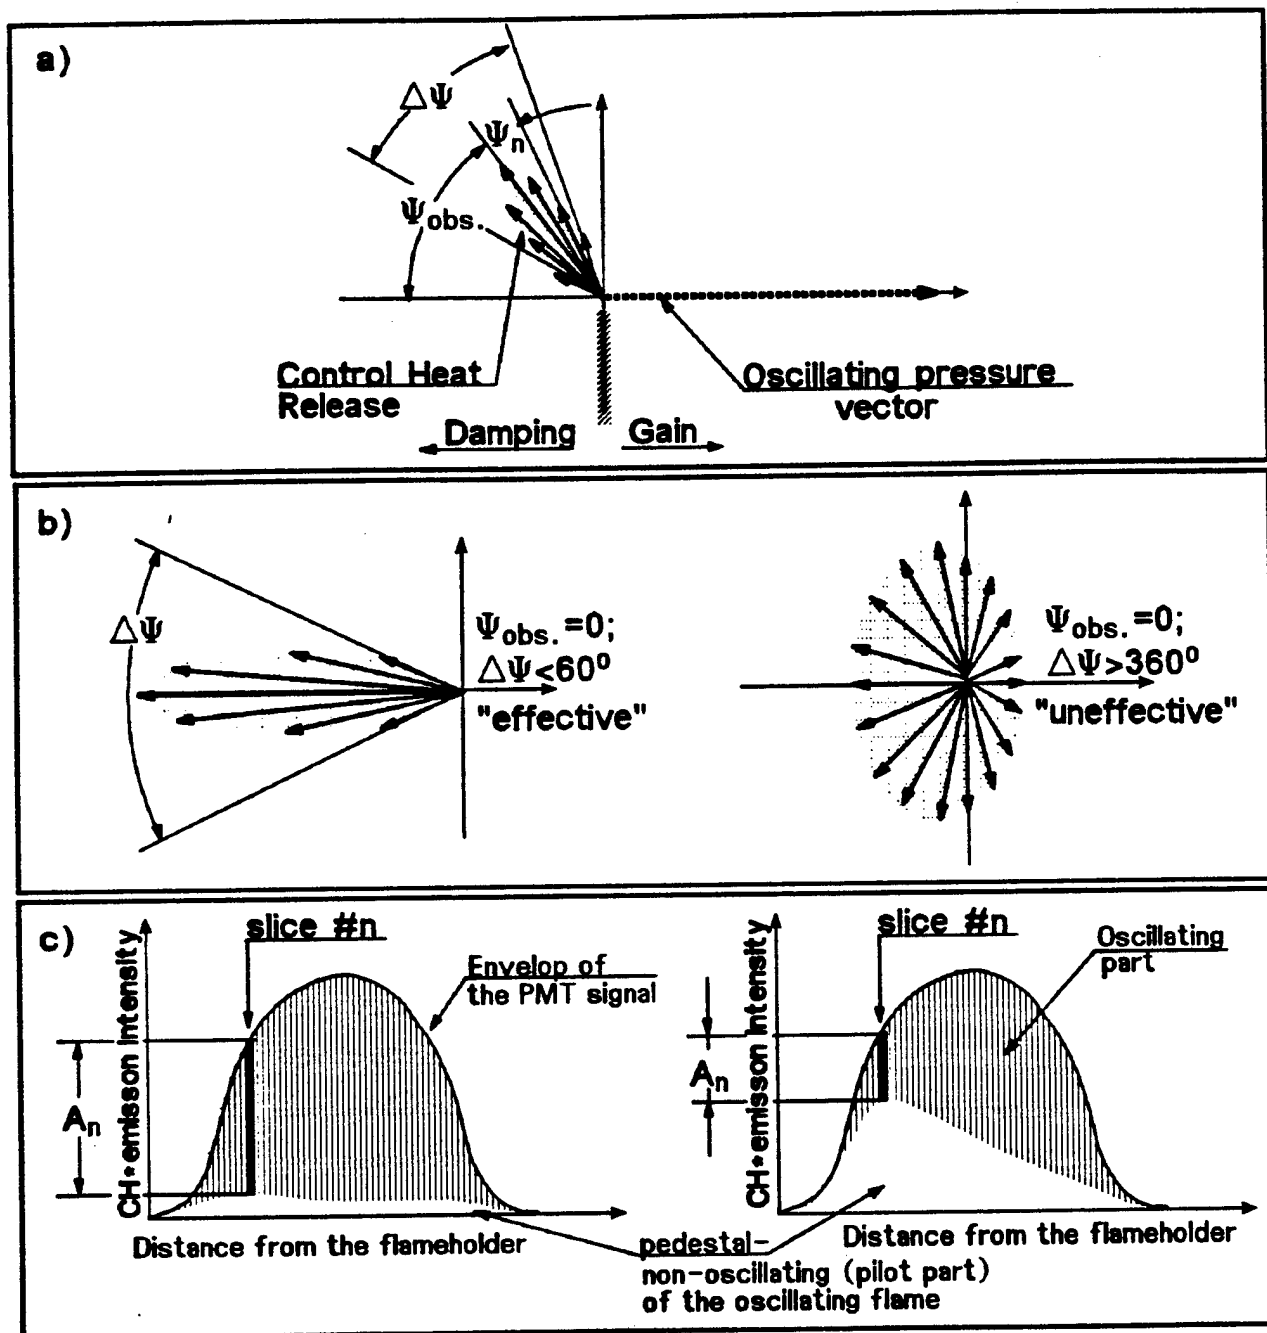 a)
ΔΨ
Ψn
Ψobs.
Control Heat
Release
Oscillating pressure
vector
Damping
Gain
b)
ΔΨ
Ψobs.=0;
ΔΨ<60⁰
"effective"
Ψobs.=0;
ΔΨ>360⁰
"uneffective"
c)
slice #n
Envelop of
the PMT signal
An
CH*emisson intensity
Distance from the flameholder
slice #n
Oscillating
part
An
CH*emisson intensity
Distance from the flameholder
pedestal-
non-oscillating (pilot part)
of the oscillating flame